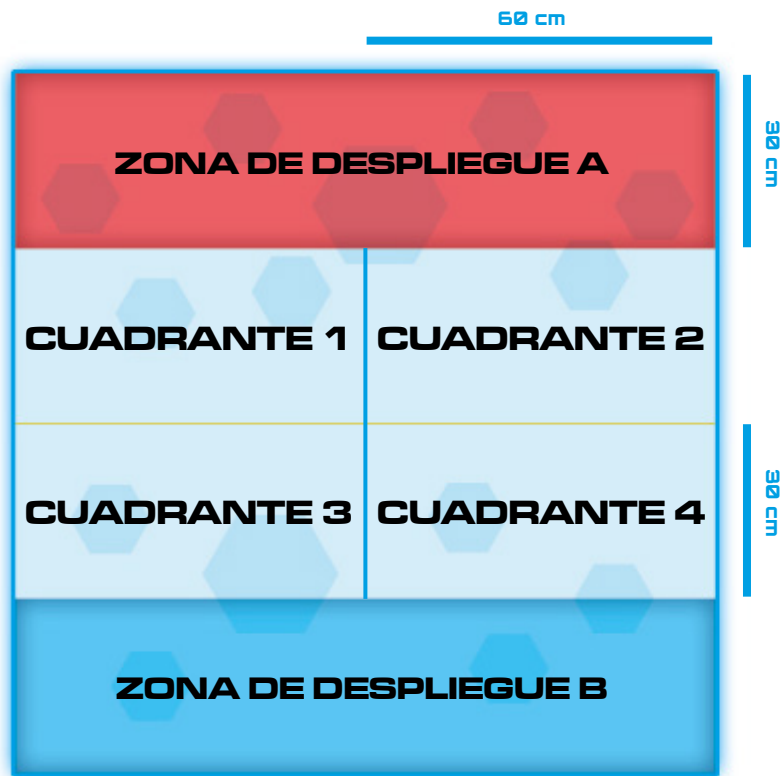 60 cm
ZONA DE DESPLIEGUE A
30 cm
CUADRANTE 1
CUADRANTE 2
CUADRANTE 3
CUADRANTE 4
30 cm
ZONA DE DESPLIEGUE B